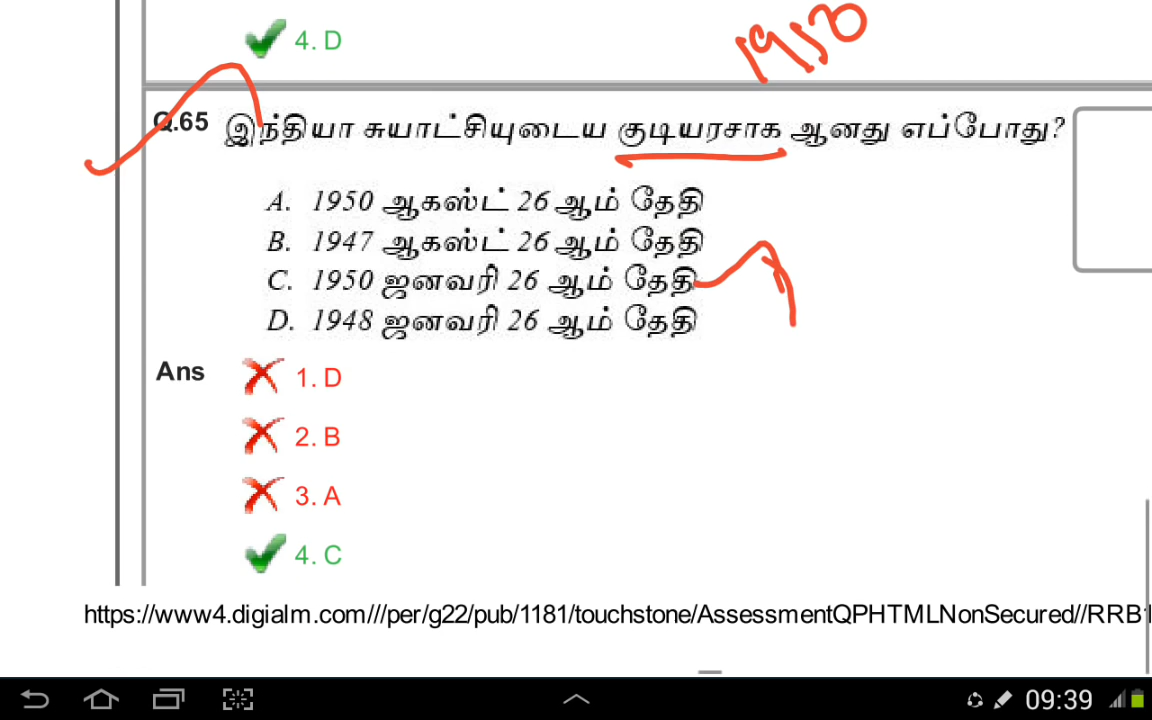 4. D
1950
Q.65 இந்தியா சுயாட்சியுடைய குடியரசாக ஆனது எப்போது?
A. 1950 ஆகஸ்ட் 26 ஆம் தேதி
B. 1947 ஆகஸ்ட் 26 ஆம் தேதி
C. 1950 ஜனவரி 26 ஆம் தேதி
D. 1948 ஜனவரி 26 ஆம் தேதி
Ans 1. D
2. B
3. A
4. C
https://www4.digialm.com///per/g22/pub/1181/touchstone/AssessmentQPHTMLNonSecured//RRB1
09:39